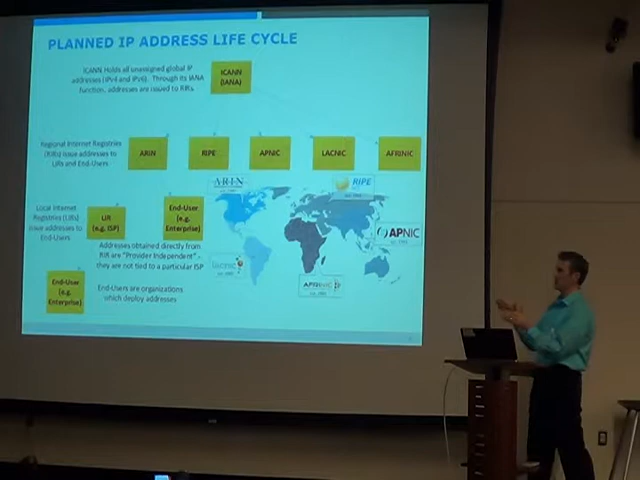 PLANNED IP ADDRESS LIFE CYCLE
ICANN Holds all unassigned global IP
addresses (IPv4 and IPv6). Through its IANA
function, addresses are issued to RIRs.
ICANN
(IANA)
Regional Internet Registries
(RIRs) issue addresses to
LIRs and End-Users
ARIN
RIPE
APNIC
LACNIC
AFRINIC
ARIN
RIPE
Local Internet
Registries (LIRs)
issue addresses to
End-Users
LIR
(e.g. ISP)
End-User
(e.g.
Enterprise)
APNIC
Addresses obtained directly from
RIR are "Provider Independent" -
they are not tied to a particular ISP
LACNIC
AFRINIC
End-User
(e.g.
Enterprise)
End-Users are organizations
which deploy addresses